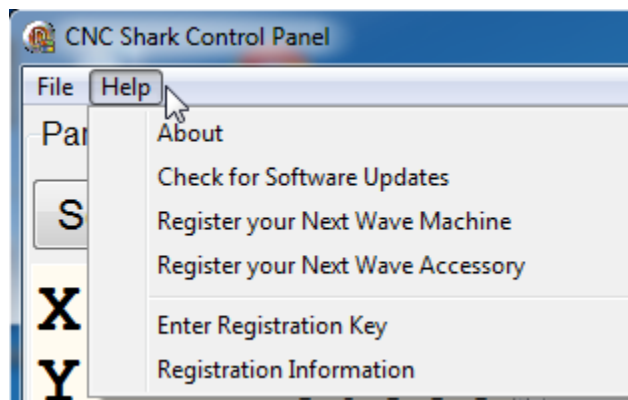 CNC Shark Control Panel
File Help
About
Check for Software Updates
Register your Next Wave Machine
Register your Next Wave Accessory
X
Enter Registration Key
Y
Registration Information